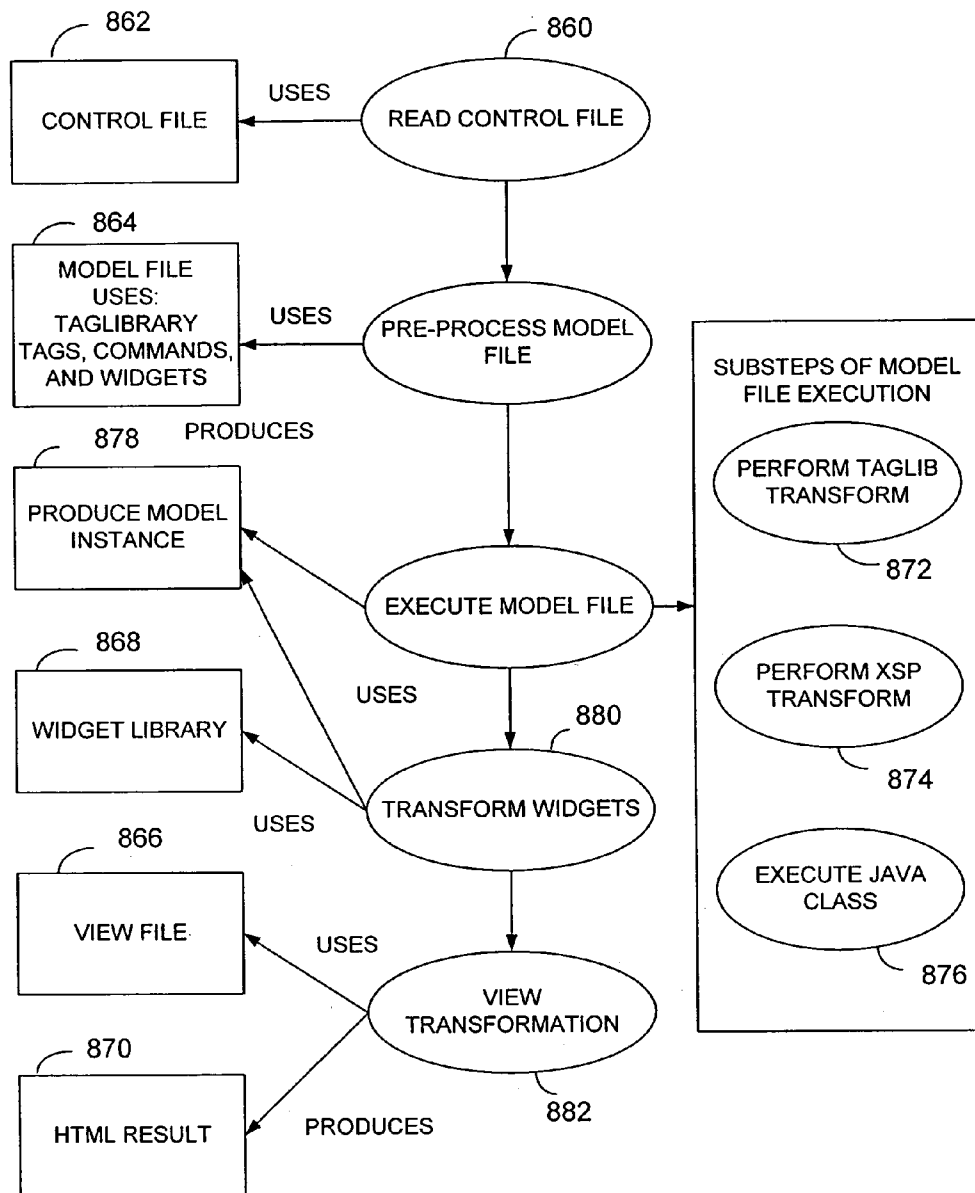 862
860
CONTROL FILE
USES
READ CONTROL FILE
864
MODEL FILE
USES:
TAGLIBRARY
TAGS, COMMANDS,
AND WIDGETS
USES
PRE-PROCESS MODEL
FILE
SUBSTEPS OF MODEL
FILE EXECUTION
PERFORM TAGLIB
TRANSFORM
872
PERFORM XSP
TRANSFORM
874
EXECUTE JAVA
CLASS
876
878
PRODUCES
PRODUCE MODEL
INSTANCE
EXECUTE MODEL FILE
868
USES
WIDGET LIBRARY
880
TRANSFORM WIDGETS
USES
866
VIEW FILE
USES
VIEW
TRANSFORMATION
882
870
HTML RESULT
PRODUCES